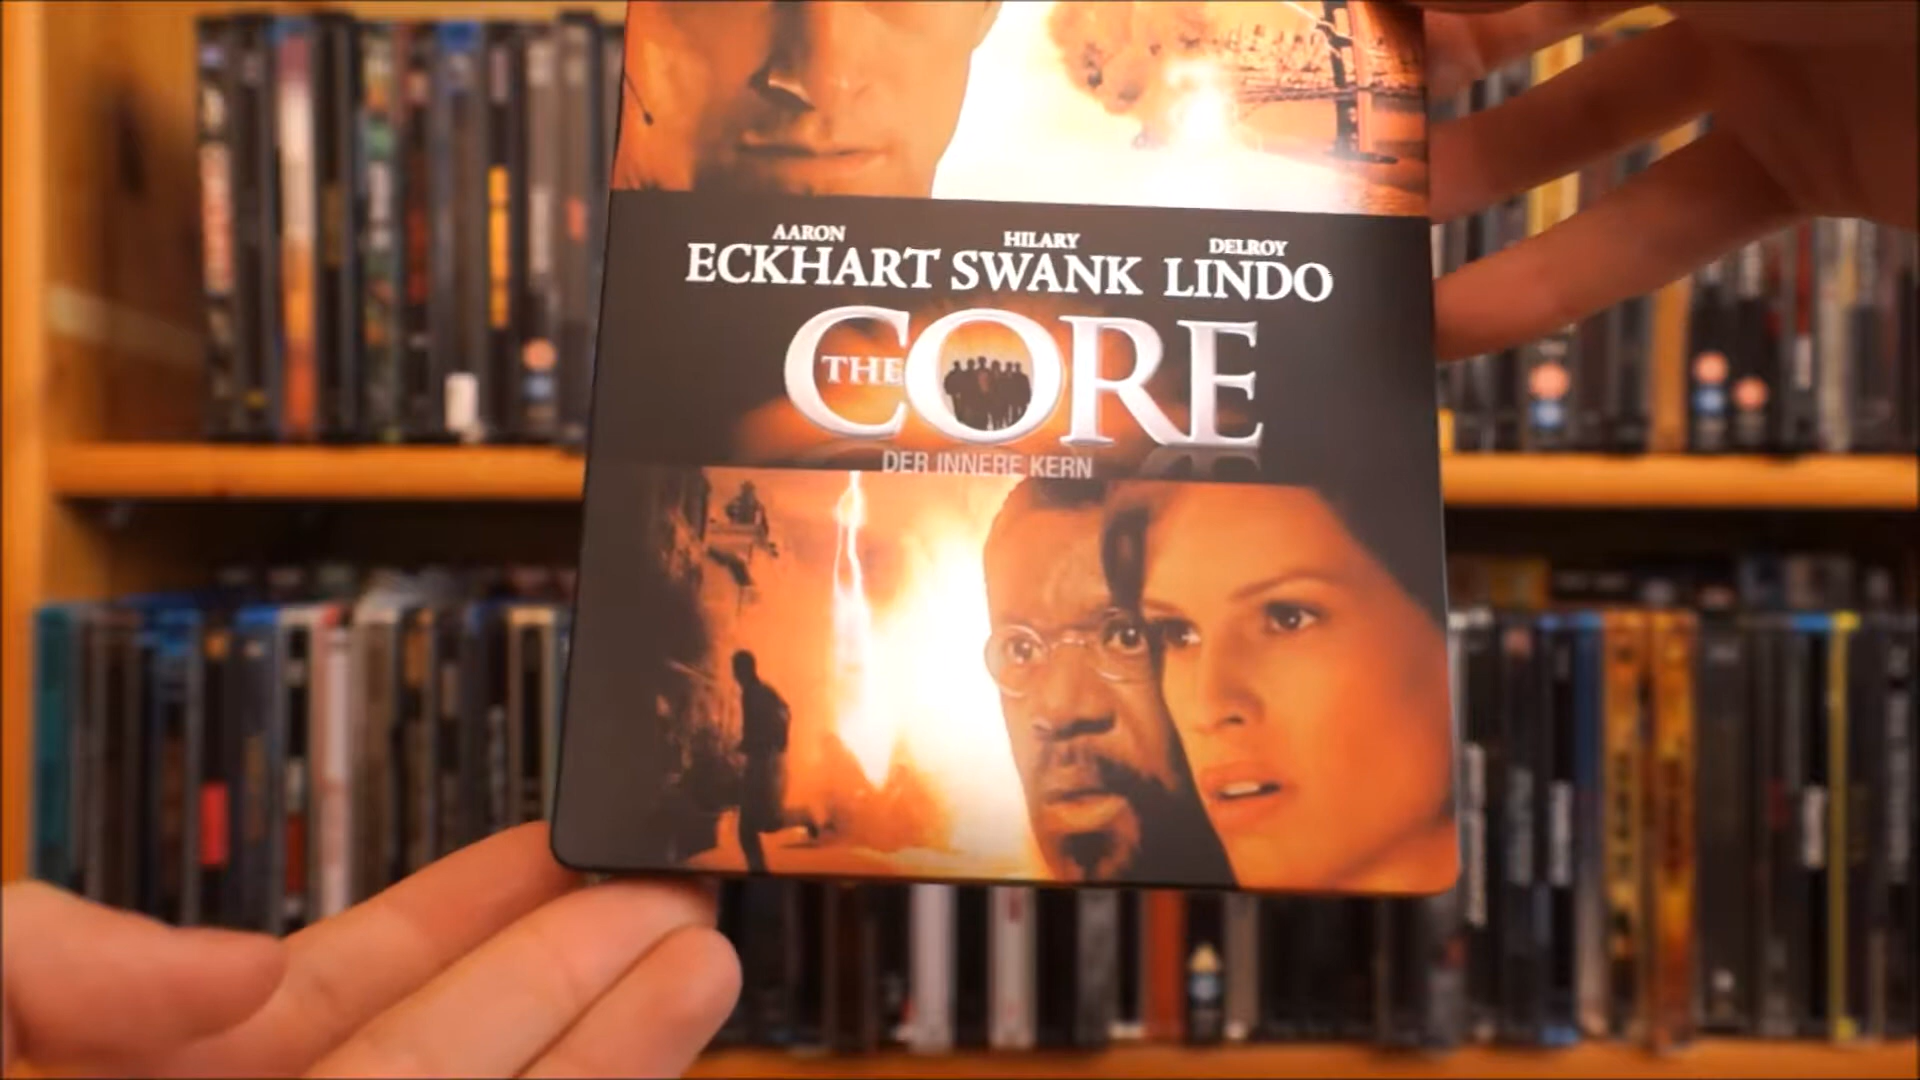 AARON HILARY DELROY
ECKHART SWANK LINDO
THE CORE
DER INNERE KERN